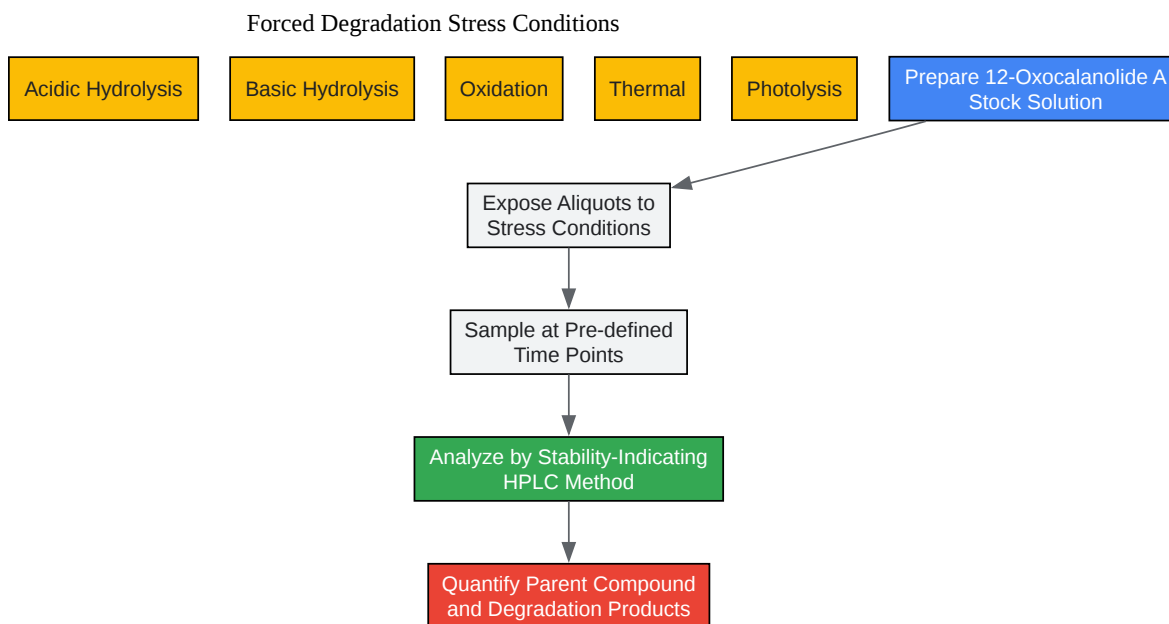 Forced Degradation Stress Conditions
Acidic Hydrolysis
Basic Hydrolysis
Oxidation
Thermal
Photolysis
Prepare 12-Oxocalanolide A
Stock Solution
Expose Aliquots to
Stress Conditions
Sample at Pre-defined
Time Points
Analyze by Stability-Indicating
HPLC Method
Quantify Parent Compound
and Degradation Products